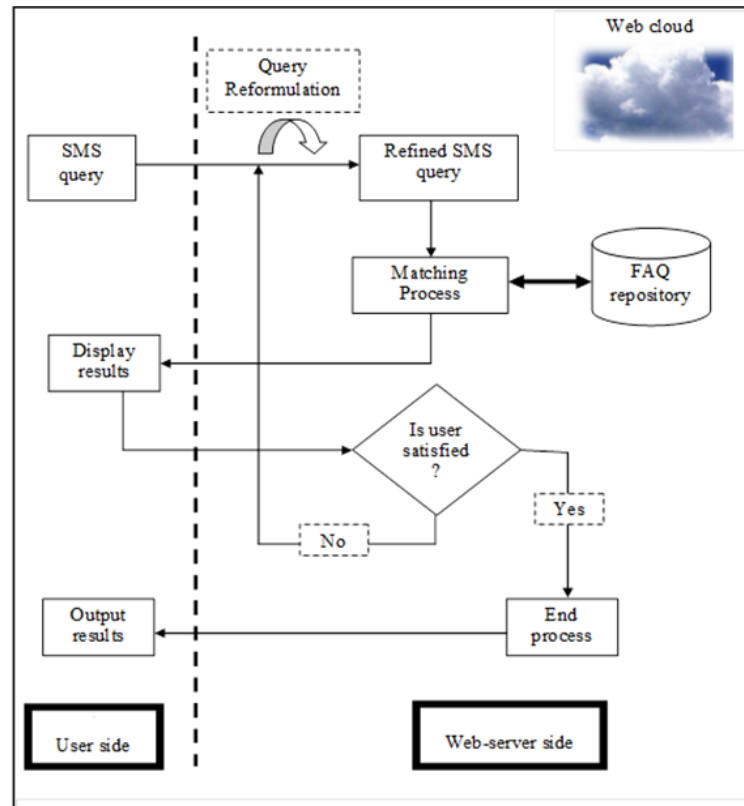 Web cloud
Query
Reformulation
SMS
query
Refined SMS
query
Matching
Process
FAQ
repository
Display
results
Is user
satisfied
?
Yes
No
Output
results
End
process
User side
Web-server side